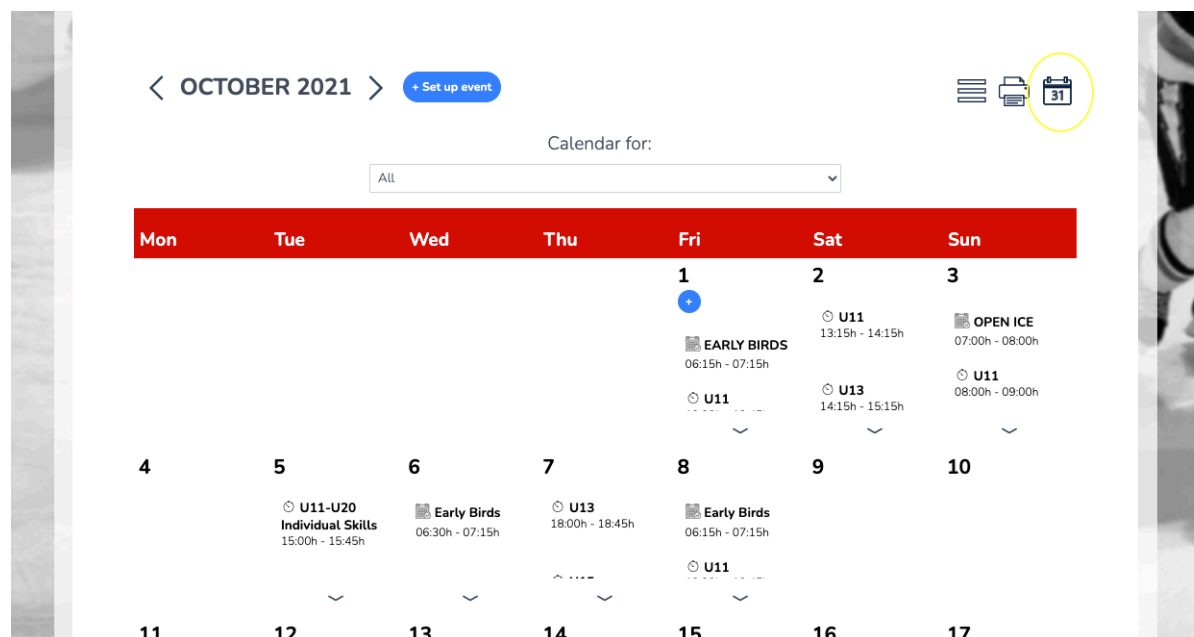 OCTOBER 2021
+ Set up event
31
Calendar for:
All
Mon Tue Wed Thu Fri Sat Sun
1 2 3
+
EARLY BIRDS
06:15h - 07:15h
U11
U11
13:15h - 14:15h
U13
14:15h - 15:15h
OPEN ICE
07:00h - 08:00h
U11
08:00h - 09:00h
4 5 6 7 8 9 10
U11-U20
Individual Skills
15:00h - 15:45h
Early Birds
06:30h - 07:15h
U13
18:00h - 18:45h
Early Birds
06:15h - 07:15h
U11
11 12 13 14 15 16 17